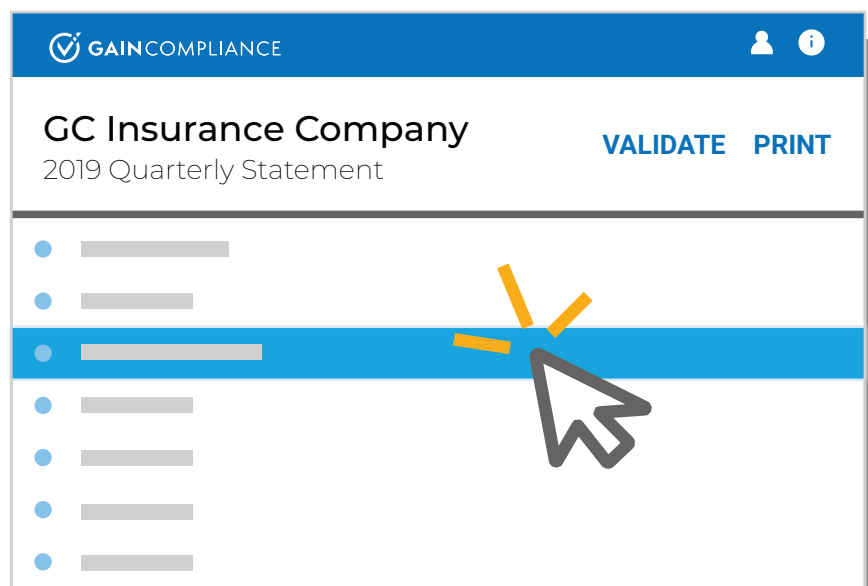 GAINCOMPLIANCE
GC Insurance Company
2019 Quarterly Statement
VALIDATE PRINT